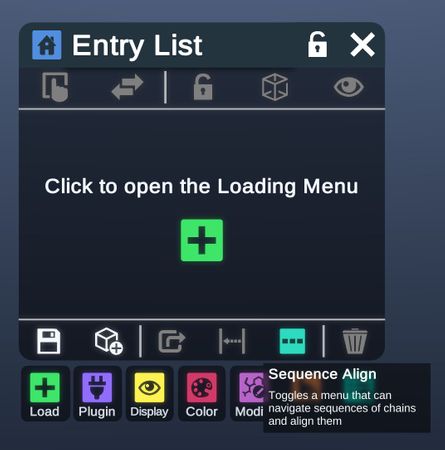 Entry List
Click to open the Loading Menu
Sequence Align
Toggles a menu that can
navigate sequences of chains
and align them
Load
Plugin
Display
Color
Modi